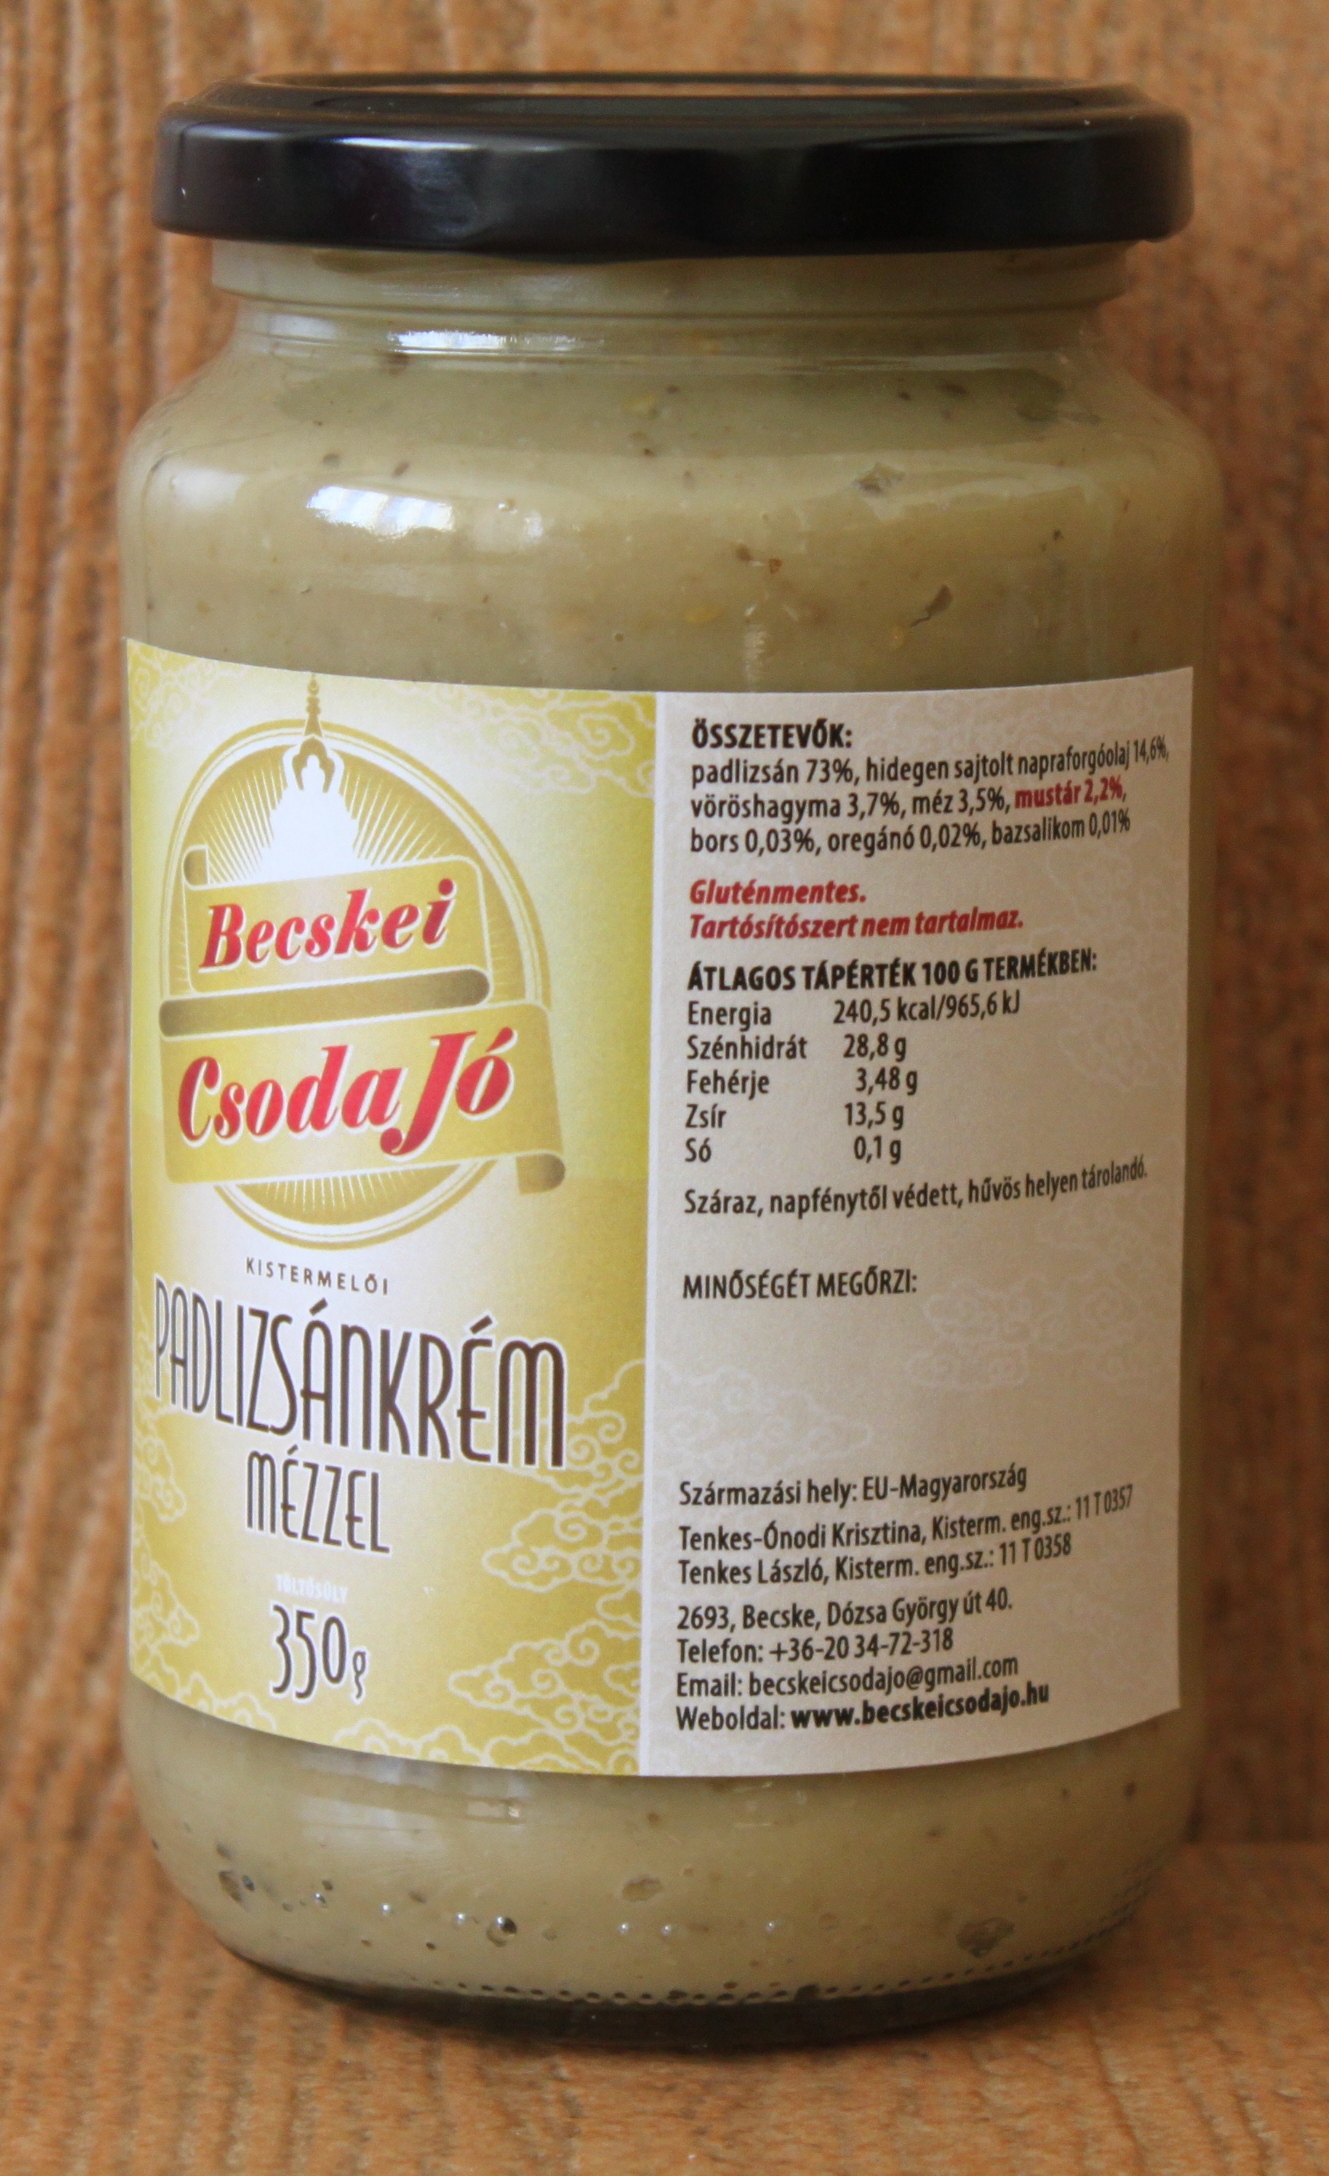 Becskei
Csoda Jó
KISTERMELŐI
PADLIZSÁNKRÉM
MÉZZEL
TÖLTŐSÚLY
350g
ÖSSZETEVŐK:
padlizsán 73%, hidegen sajtolt napraforgóolaj 14,6%,
vöröshagyma 3,7%, méz 3,5%, mustár 2,2%,
bors 0,03%, oregánó 0,02%, bazsalikom 0,01%
Gluténmentes.
Tartósítószert nem tartalmaz.
ÁTLAGOS TÁPÉRTÉK 100 G TERMÉKBEN:
Energia 240,5 kcal/965,6 kJ
Szénhidrát 28,8 g
Fehérje 3,48 g
Zsír 13,5 g
Só 0,1 g
Száraz, napfénytől védett, hűvös helyen tárolandó.
MINŐSÉGÉT MEGŐRZI:
Származási hely: EU-Magyarország
Tenkes-Ónodi Krisztina, Kisterm. eng.sz.: 11 T 0357
Tenkes László, Kisterm. eng.sz.: 11 T 0358
2693, Becske, Dózsa György út 40.
Telefon: +36-20 34-72-318
Email: becskeicsodajo@gmail.com
Weboldal: www.becskeicsodajo.hu